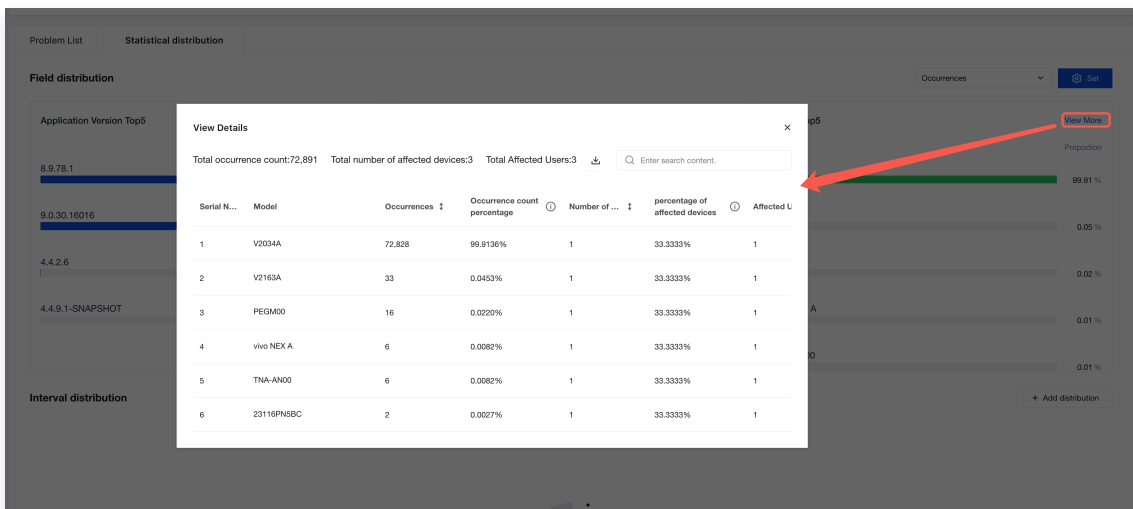 Problem List Statistical distribution
Field distribution Occurrences Set
Application Version Top5 op5 View More
Proportion
8.9.78.1
99.91 %
9.0.30.16016
0.05 %
4.4.2.6
0.02 %
4.4.9.1-SNAPSHOT A
0.01 %
00
0.01 %
Interval distribution + Add distribution
View Details
Total occurrence count:72,891 Total number of affected devices:3 Total Affected Users:3 Enter search content.
Serial N... Model Occurrences Occurrence count percentage Number of ... percentage of affected devices Affected U
1 V2034A 72,828 99.9136% 1 33.3333% 1
2 V2163A 33 0.0453% 1 33.3333% 1
3 PEGM00 16 0.0220% 1 33.3333% 1
4 vivo NEX A 6 0.0082% 1 33.3333% 1
5 TNA-AN00 6 0.0082% 1 33.3333% 1
6 23116PN5BC 2 0.0027% 1 33.3333% 1